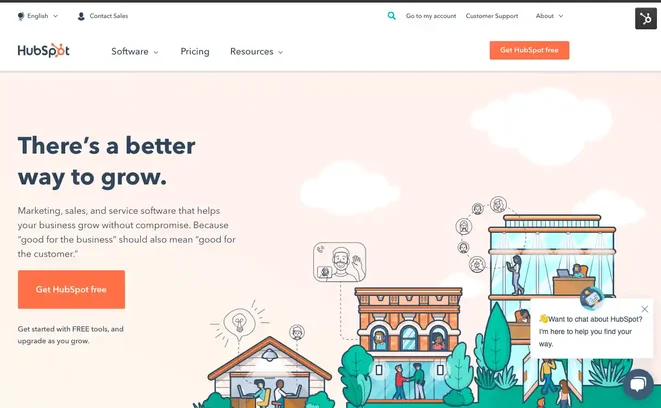 English
Contact Sales
Go to my account
Customer Support
About
HubSpot
Software
Pricing
Resources
Get HubSpot free
There's a better
way to grow.
Marketing, sales, and service software that helps
your business grow without compromise. Because
"good for the business" should also mean "good for
the customer."
Get HubSpot free
Get started with FREE tools, and
upgrade as you grow.
👋Want to chat about HubSpot?
I'm here to help you find your
way.